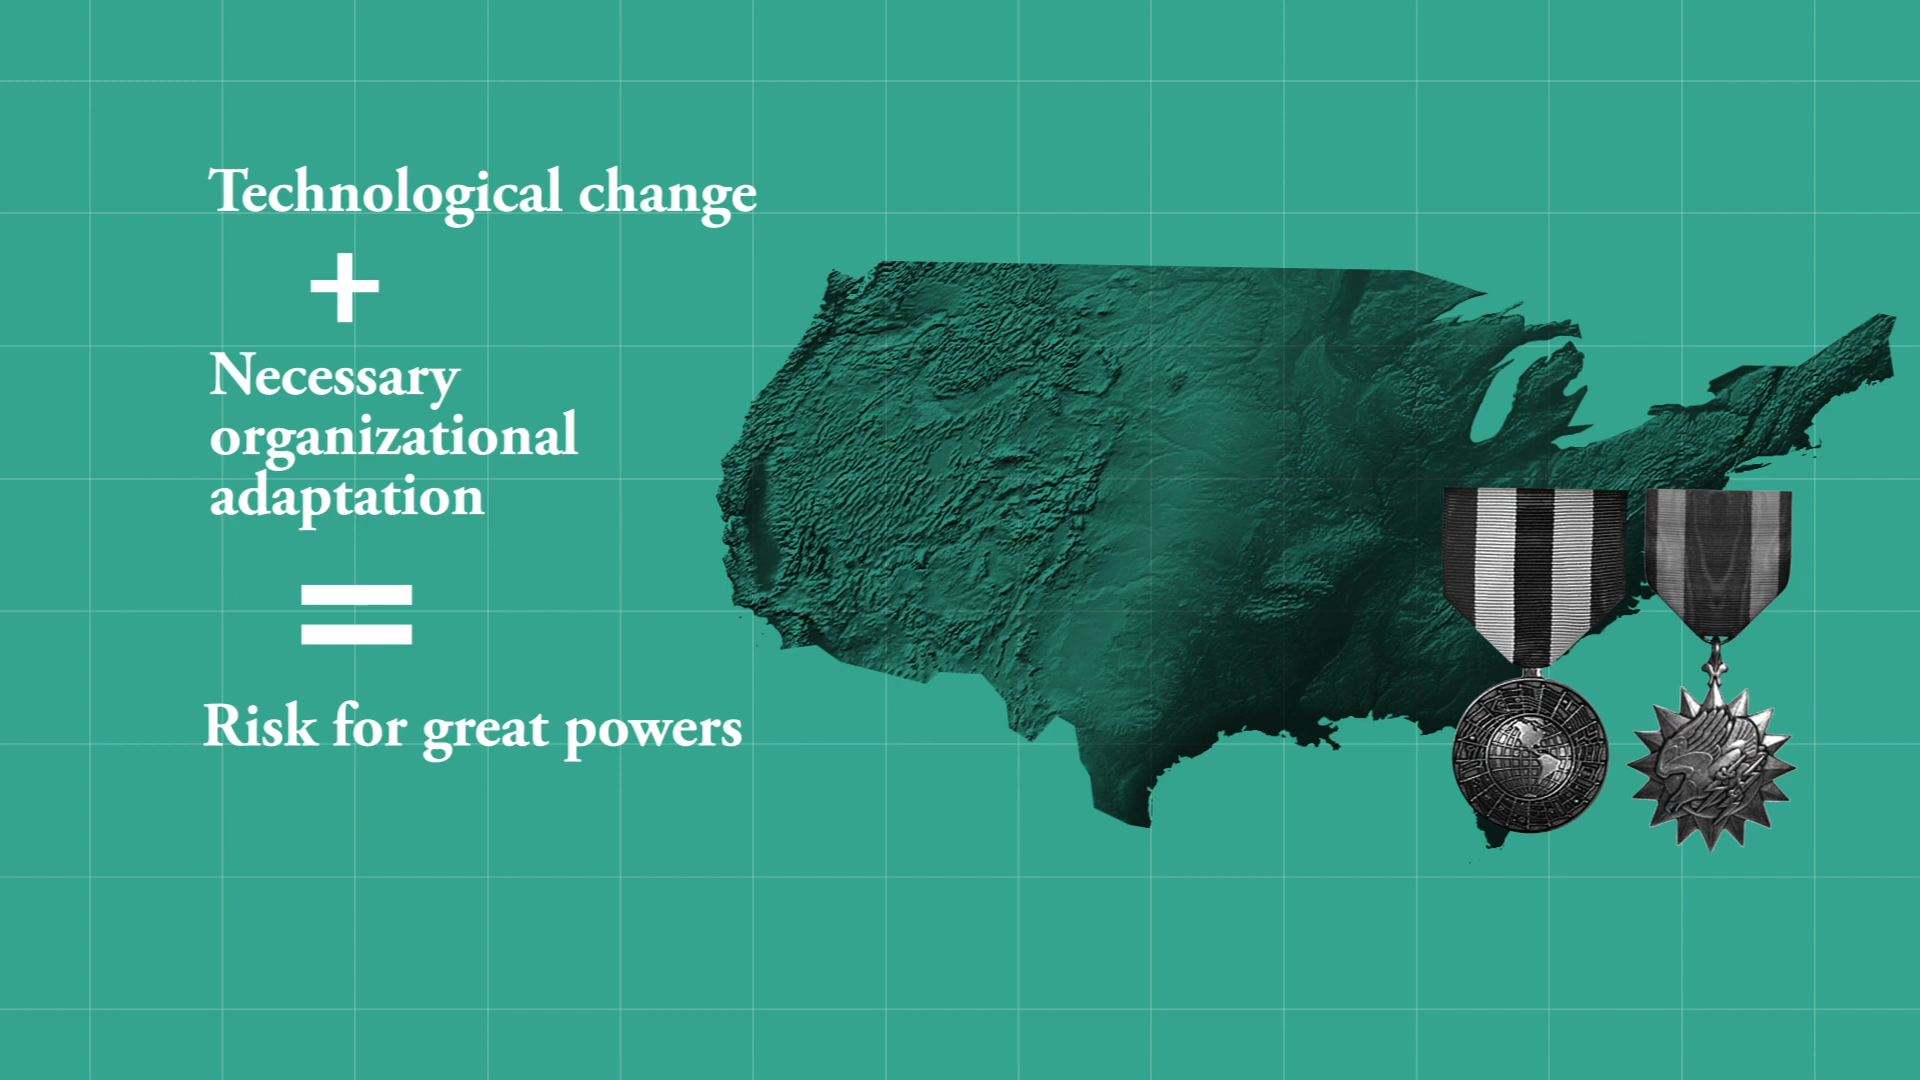 Technological change
+
Necessary
organizational
adaptation
=
Risk for great powers